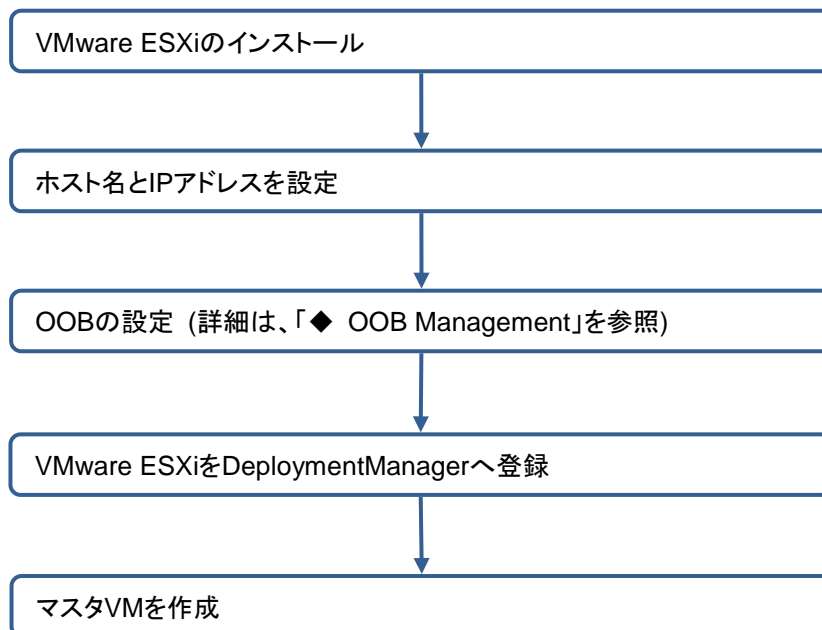 VMware ESXiのインストール
ホスト名とIPアドレスを設定
OOBの設定 (詳細は、「◆ OOB Management」を参照)
VMware ESXiをDeploymentManagerへ登録
マスタVMを作成